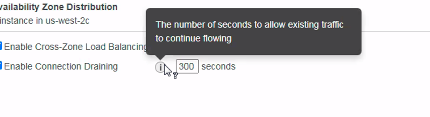 vailability Zone Distribution
instance in us-west-2c
The number of seconds to allow existing traffic
to continue flowing
Enable Cross-Zone Load Balancing
Enable Connection Draining i 300 seconds